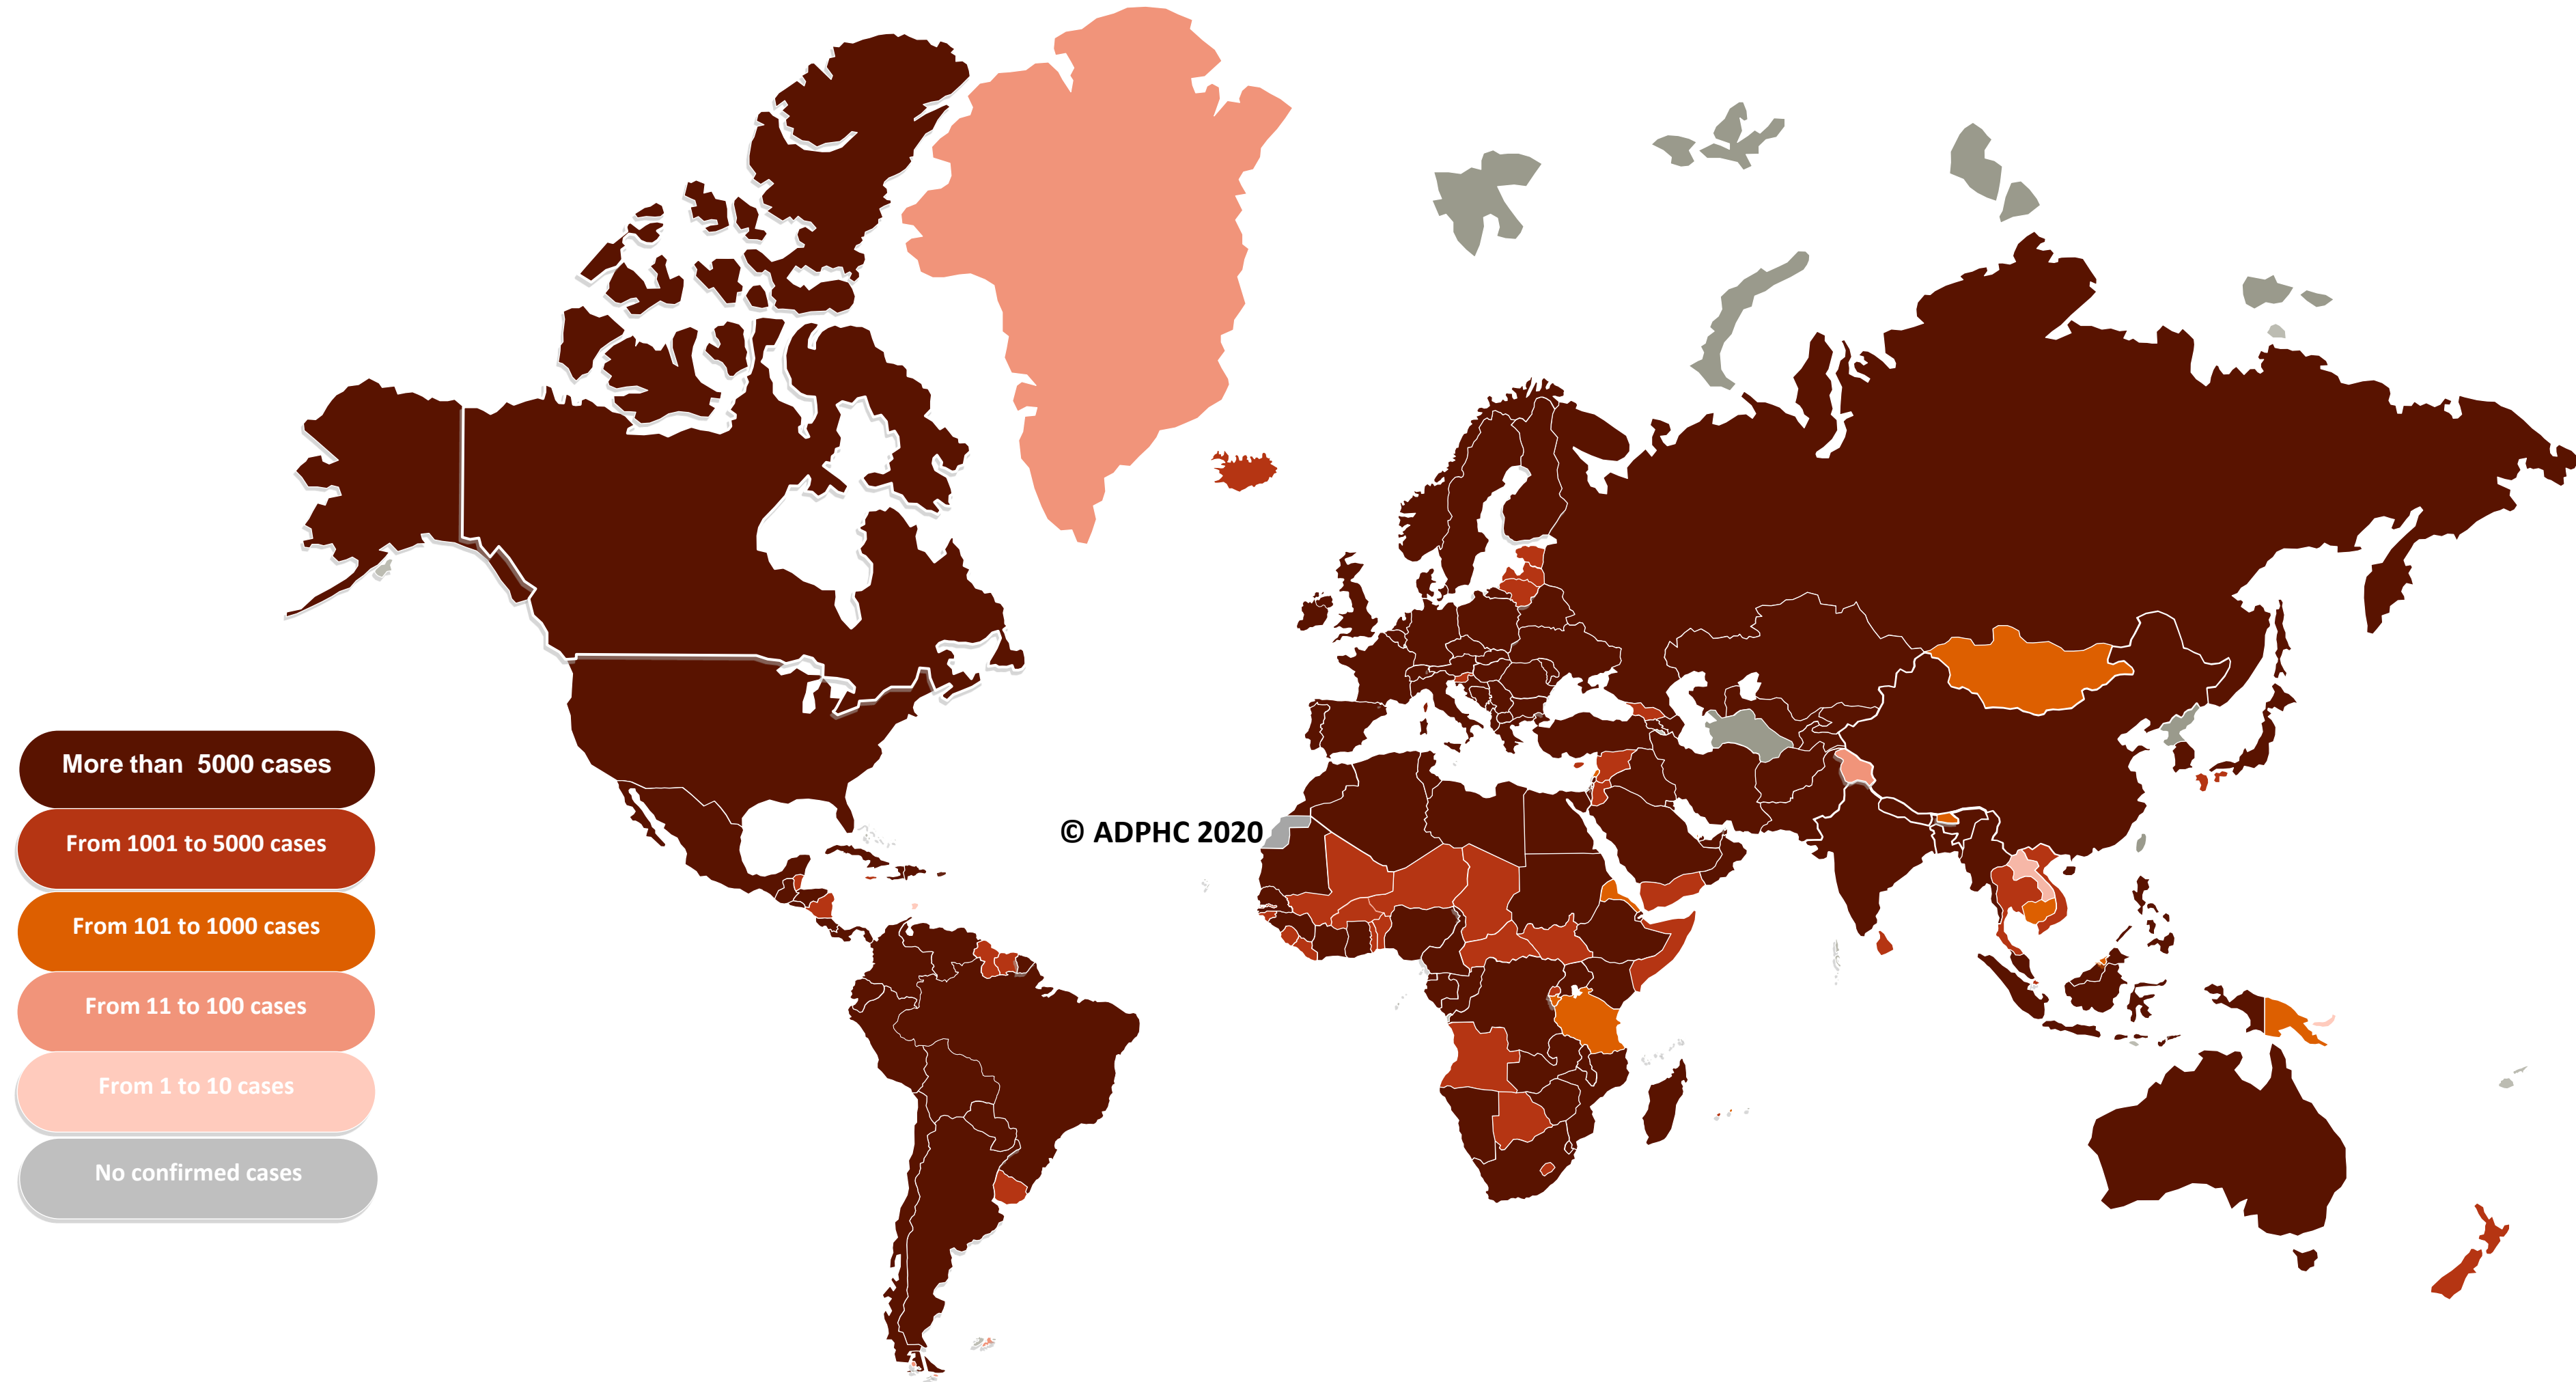 More than  5000 cases
From 1001 to 5000 cases
© ADPHC 2020
From 101 to 1000 cases
From 11 to 100 cases
From 1 to 10 cases
No confirmed cases